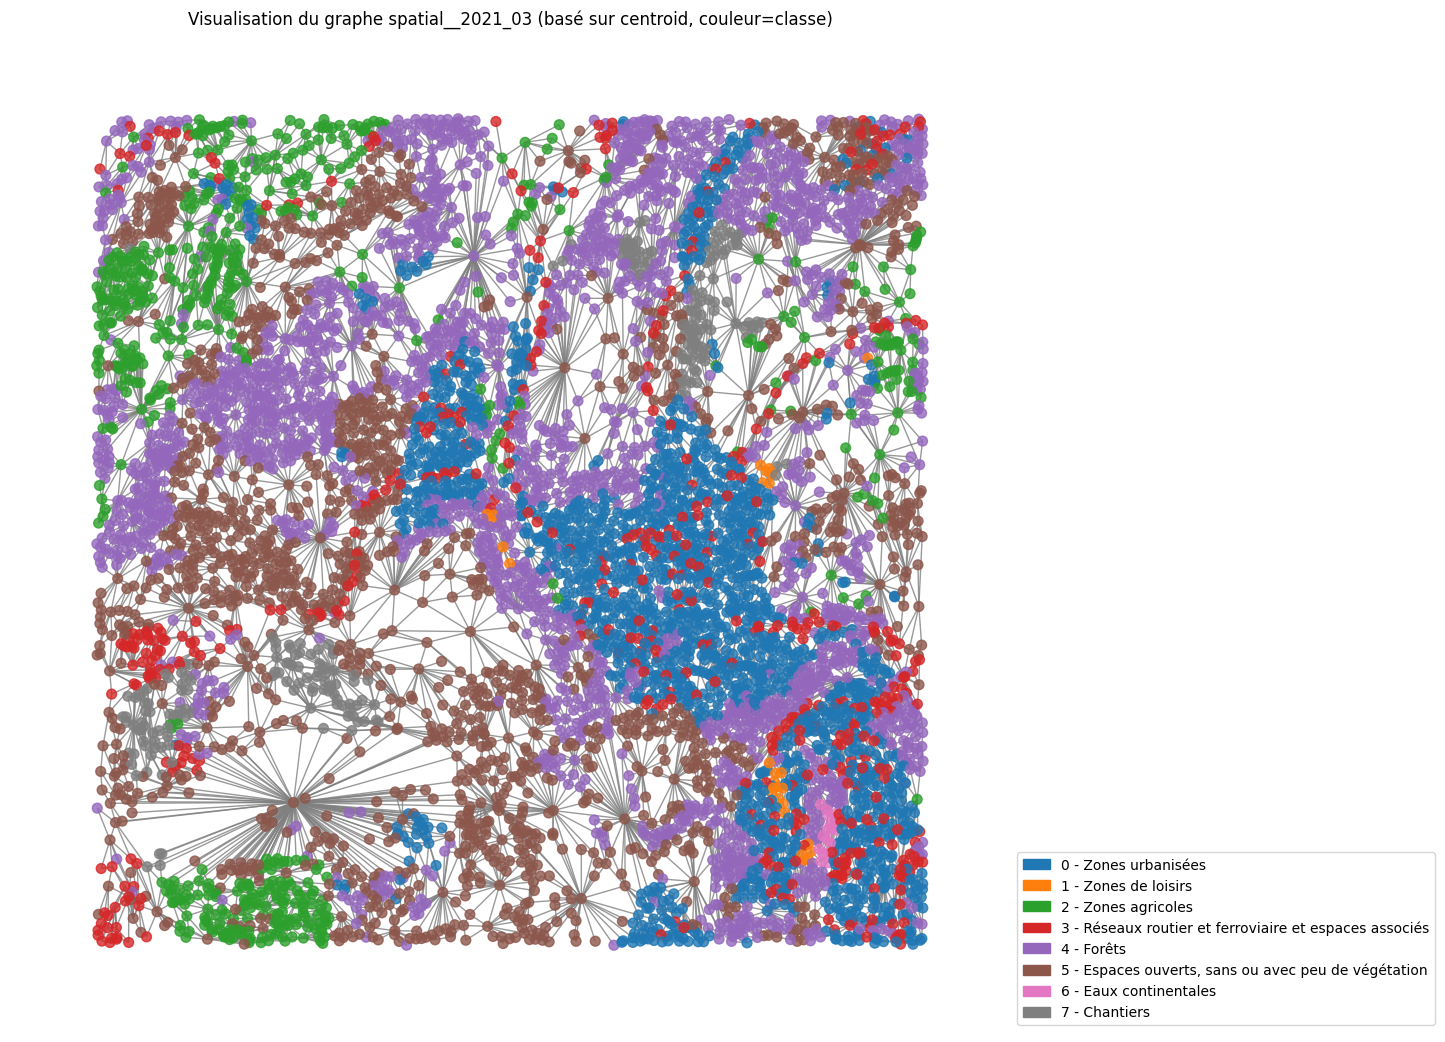 Visualisation du graphe spatial__2021_03 (basé sur centroid, couleur=classe)
0 - Zones urbanisées
1 - Zones de loisirs
2 - Zones agricoles
3 - Réseaux routier et ferroviaire et espaces associés
4 - Forêts
5 - Espaces ouverts, sans ou avec peu de végétation
6 - Eaux continentales
7 - Chantiers